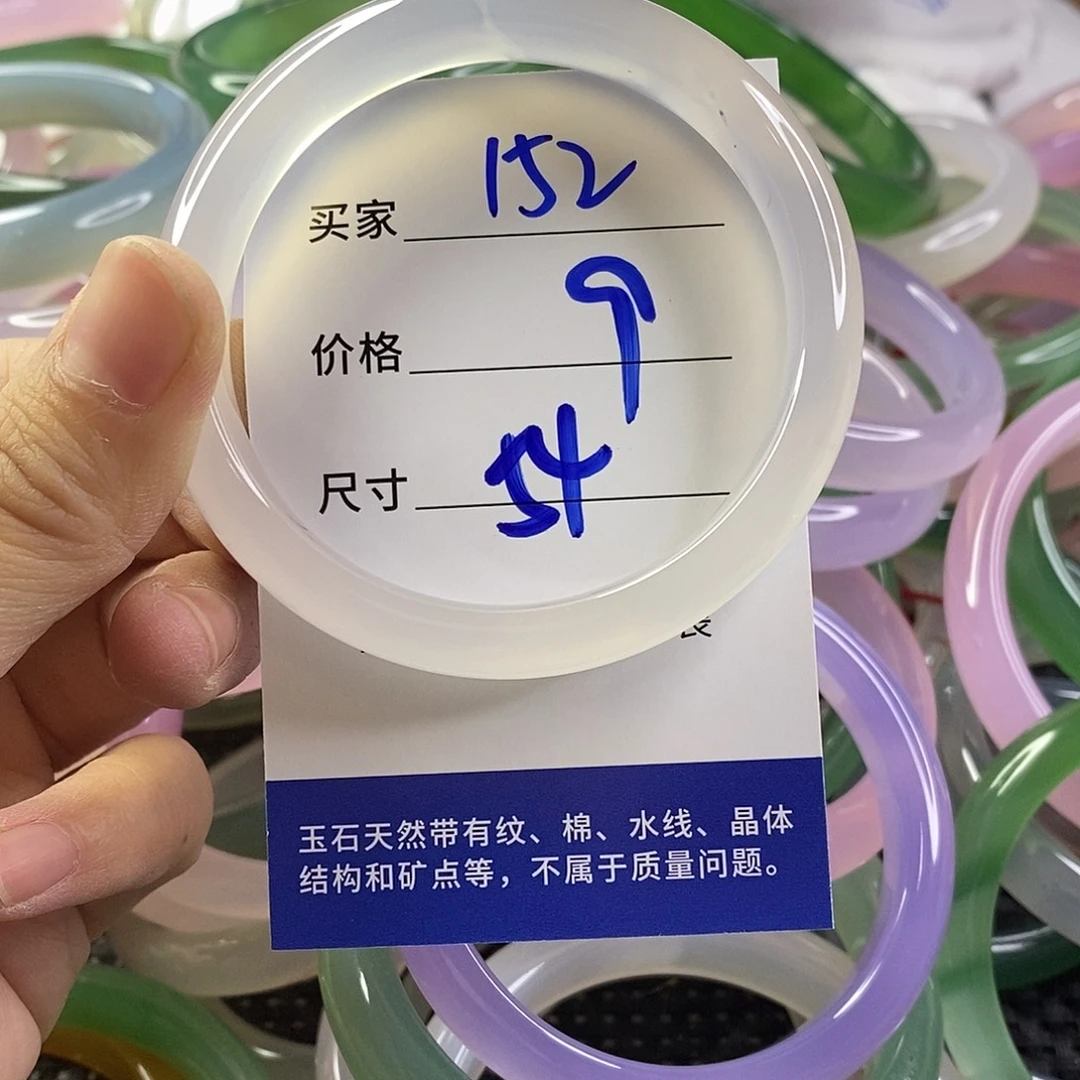 买家 152
价格 9
尺寸 54
玉石天然带有纹、棉、水线、晶体
结构和矿点等，不属于质量问题。